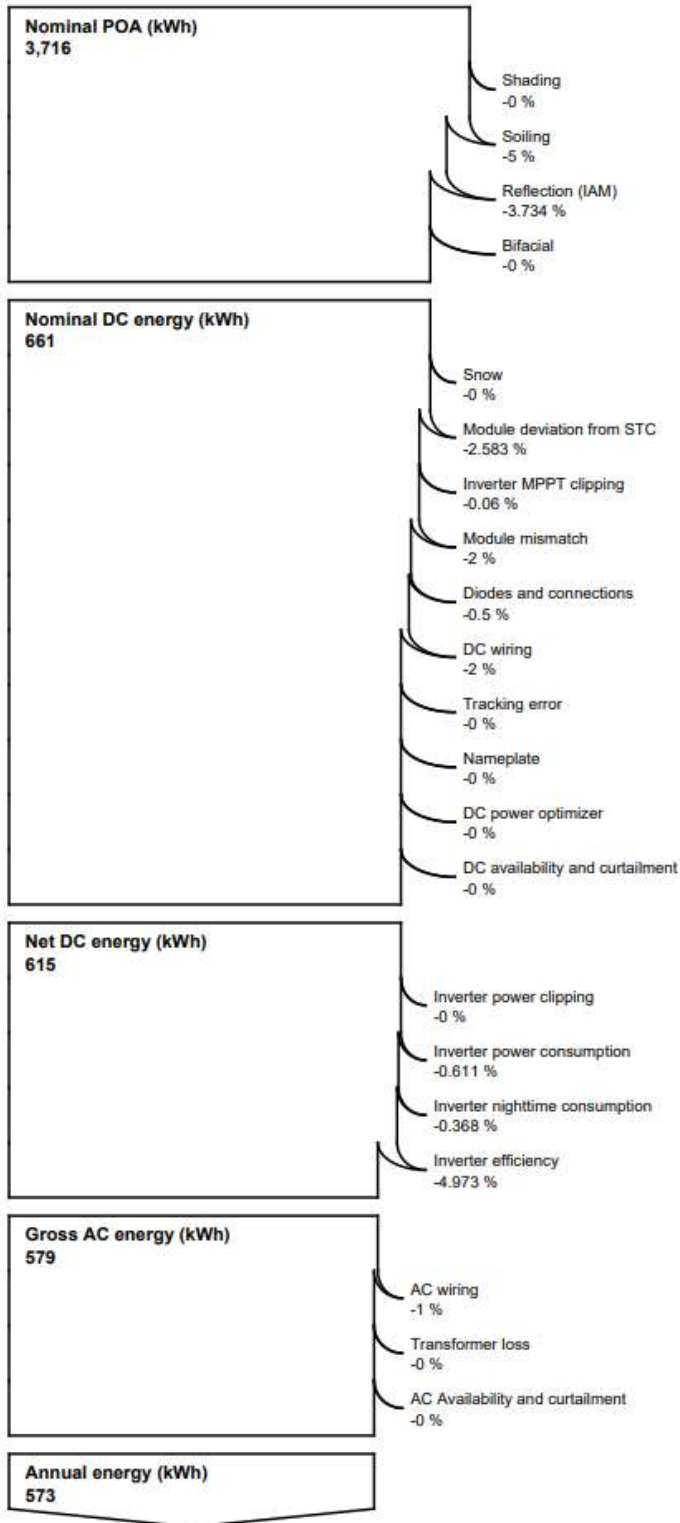 Nominal POA (kWh)
3,716
Shading
-0 %
Soiling
-5 %
Reflection (IAM)
-3.734 %
Bifacial
-0 %
Nominal DC energy (kWh)
661
Snow
-0 %
Module deviation from STC
-2.583 %
Inverter MPPT clipping
-0.06 %
Module mismatch
-2 %
Diodes and connections
-0.5 %
DC wiring
-2 %
Tracking error
-0 %
Nameplate
-0 %
DC power optimizer
-0 %
DC availability and curtailment
-0 %
Net DC energy (kWh)
615
Inverter power clipping
-0 %
Inverter power consumption
-0.611 %
Inverter nighttime consumption
-0.368 %
Inverter efficiency
-4.973 %
Gross AC energy (kWh)
579
AC wiring
-1 %
Transformer loss
-0 %
AC Availability and curtailment
-0 %
Annual energy (kWh)
573